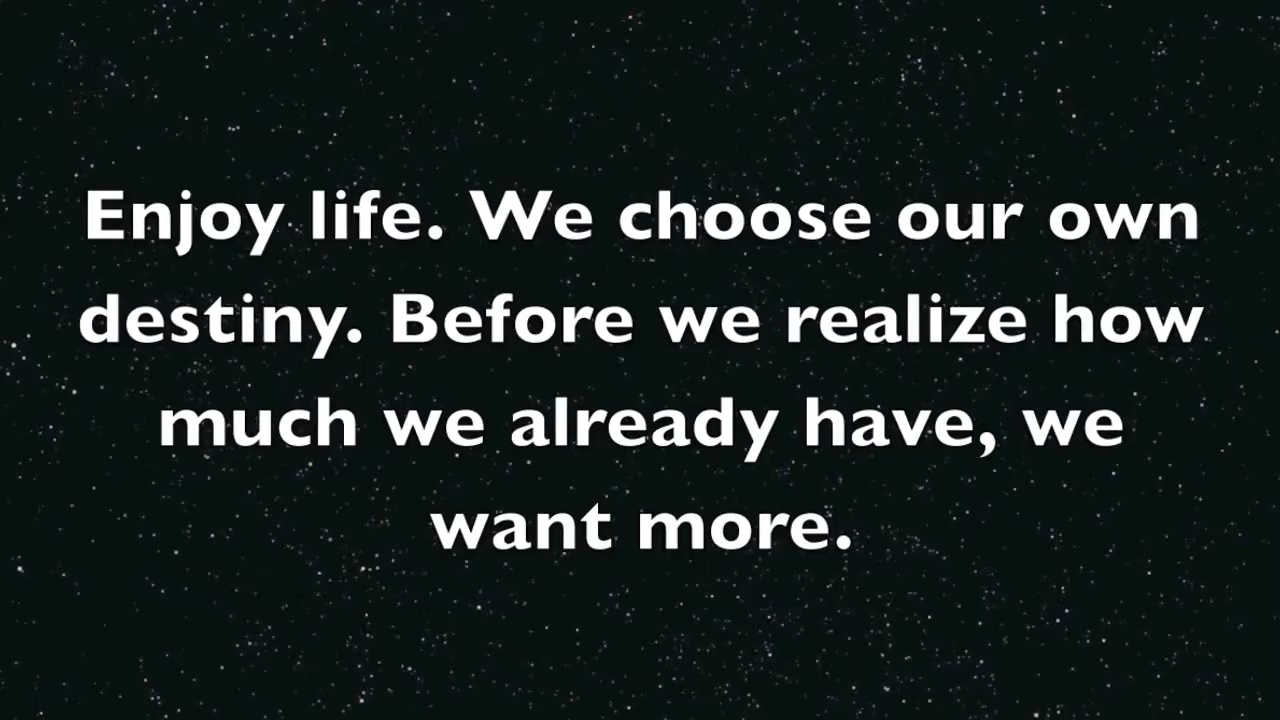 Enjoy life. We choose our own
destiny. Before we realize how
much we already have, we
want more.